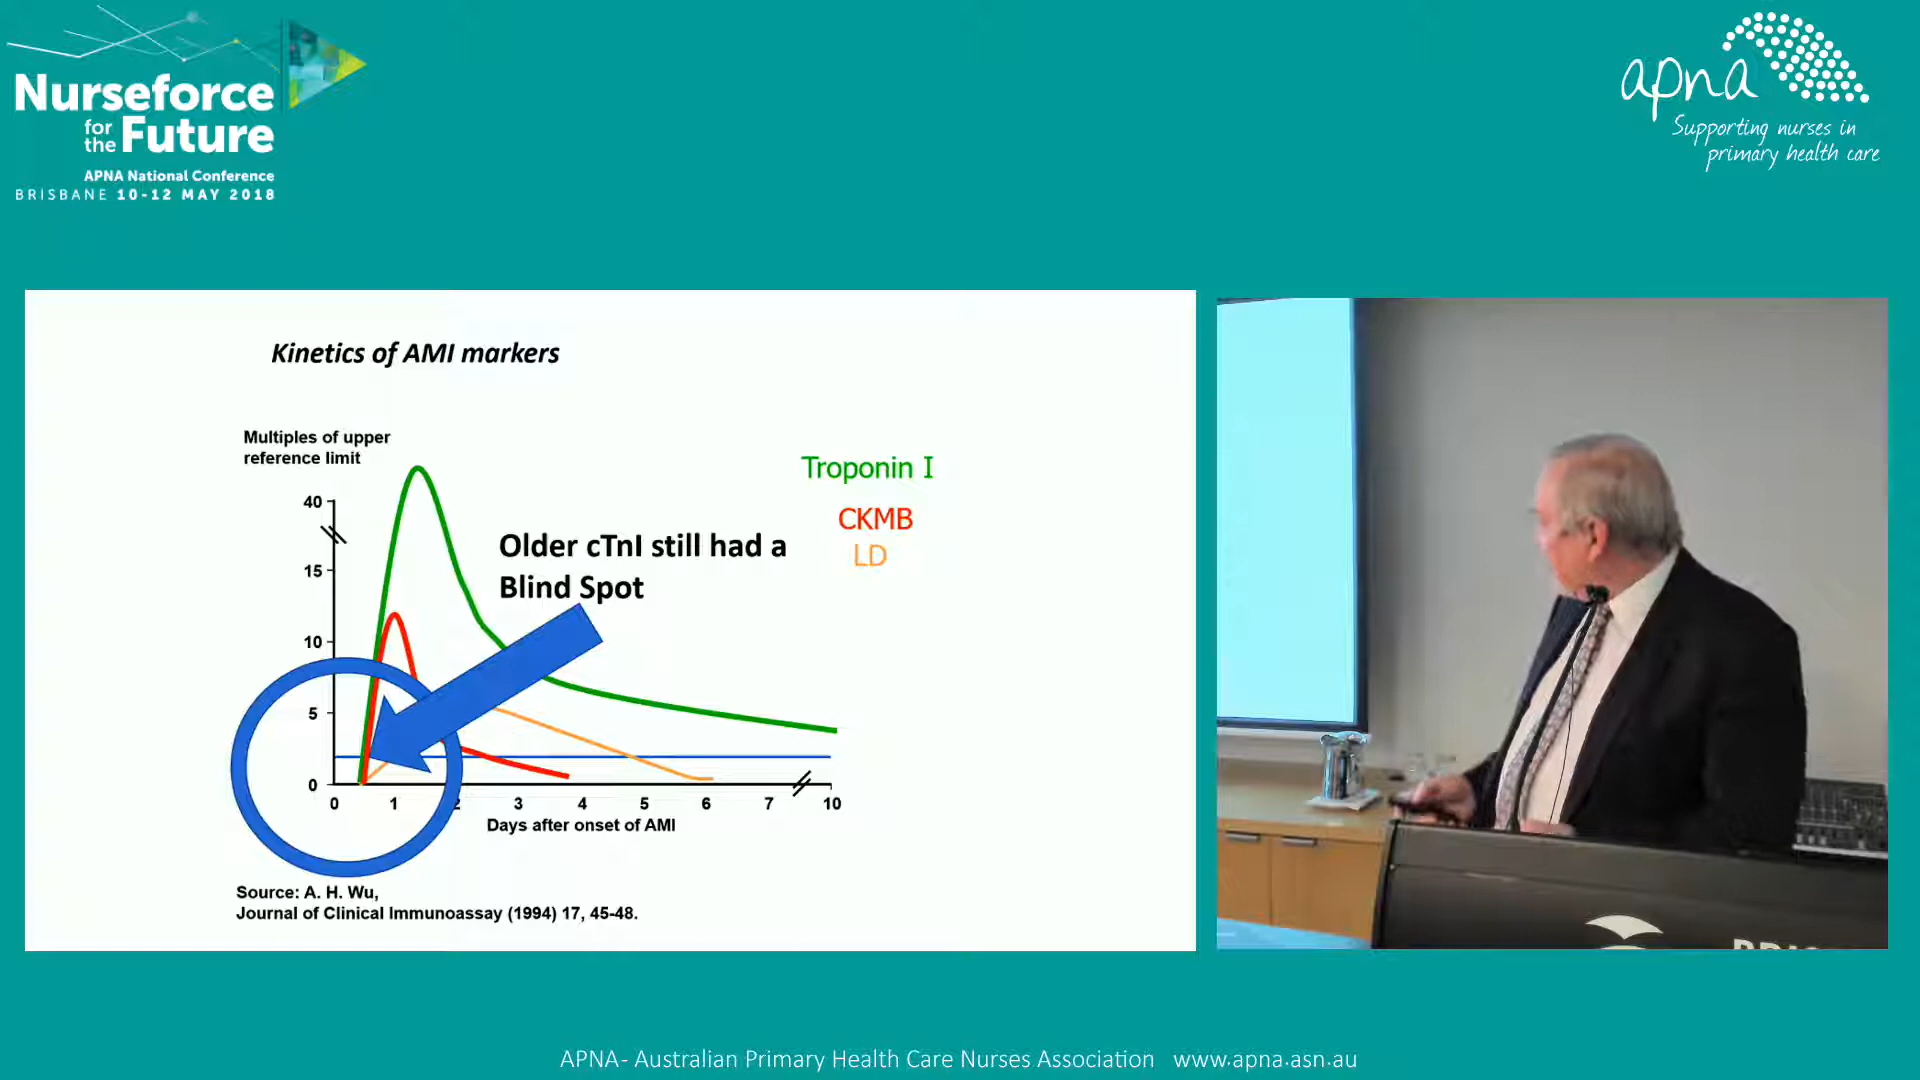 Nurseforce
for the Future
APNA National Conference
BRISBANE 10-12 MAY 2018
apna
Supporting nurses in
primary health care
Kinetics of AMI markers
Multiples of upper
reference limit
Troponin I
CKMB
LD
Older cTnI still had a
Blind Spot
40
15
10
5
0
0 1 2 3 4 5 6 7 10
Days after onset of AMI
Source: A. H. Wu,
Journal of Clinical Immunoassay (1994) 17, 45-48.
APNA- Australian Primary Health Care Nurses Association www.apna.asn.au